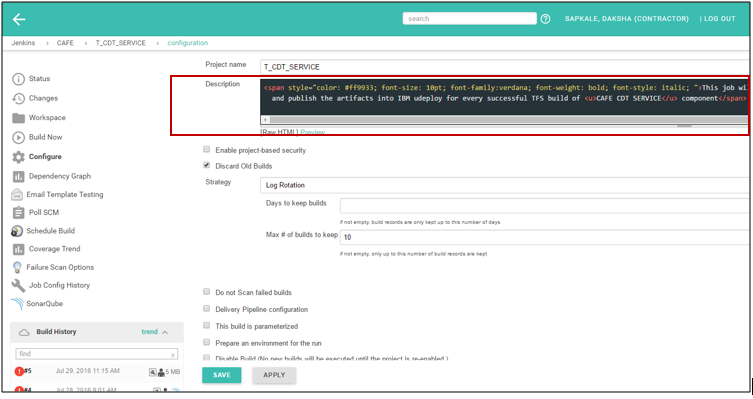 search
SAPKALE, DAKSHA (CONTRACTOR)
| LOG OUT
Jenkins > CAFE > T_CDT_SERVICE > configuration
Status
Changes
Workspace
Build Now
Configure
Dependency Graph
Email Template Testing
Poll SCM
Schedule Build
Coverage Trend
Failure Scan Options
Job Config History
SonarQube
Build History trend
find x
#5 Jul 29, 2016 11:15 AM 6 MB
#4 Jul 28, 2016 9:01 AM
Project name T_CDT_SERVICE
Description
<span style="color: #ff9933; font-size: 10pt; font-family:verdana; font-weight: bold; font-style: italic; ">This job wi
and publish the artifacts into IBM udeploy for every successful TFS build of <u>CAFE CDT SERVICE</u> component</span>
[Raw HTML] Preview
Enable project-based security
Discard Old Builds
Strategy Log Rotation
Days to keep builds
if not empty, build records are only kept up to this number of days
Max # of builds to keep 10
if not empty, only up to this number of build records are kept
Do not Scan failed builds
Delivery Pipeline configuration
This build is parameterized
Prepare an environment for the run
Disable Build (No new builds will be executed until the project is re-enabled.)
SAVE APPLY